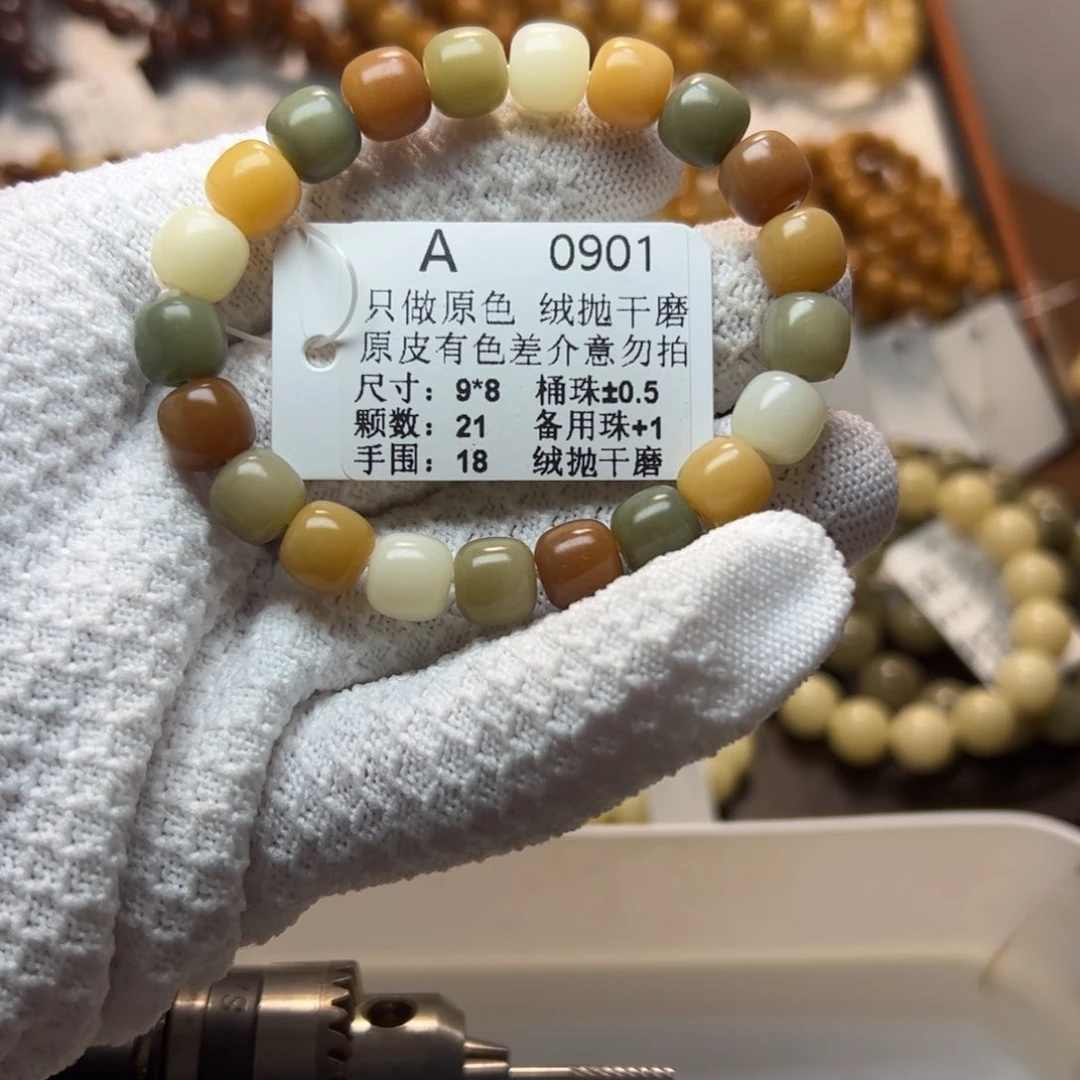 A 0901
只做原色 绒抛干磨
原皮有色差介意勿拍
尺寸：9*8 桶珠±0.5
颗数：21 备用珠+1
手围：18 绒抛干磨